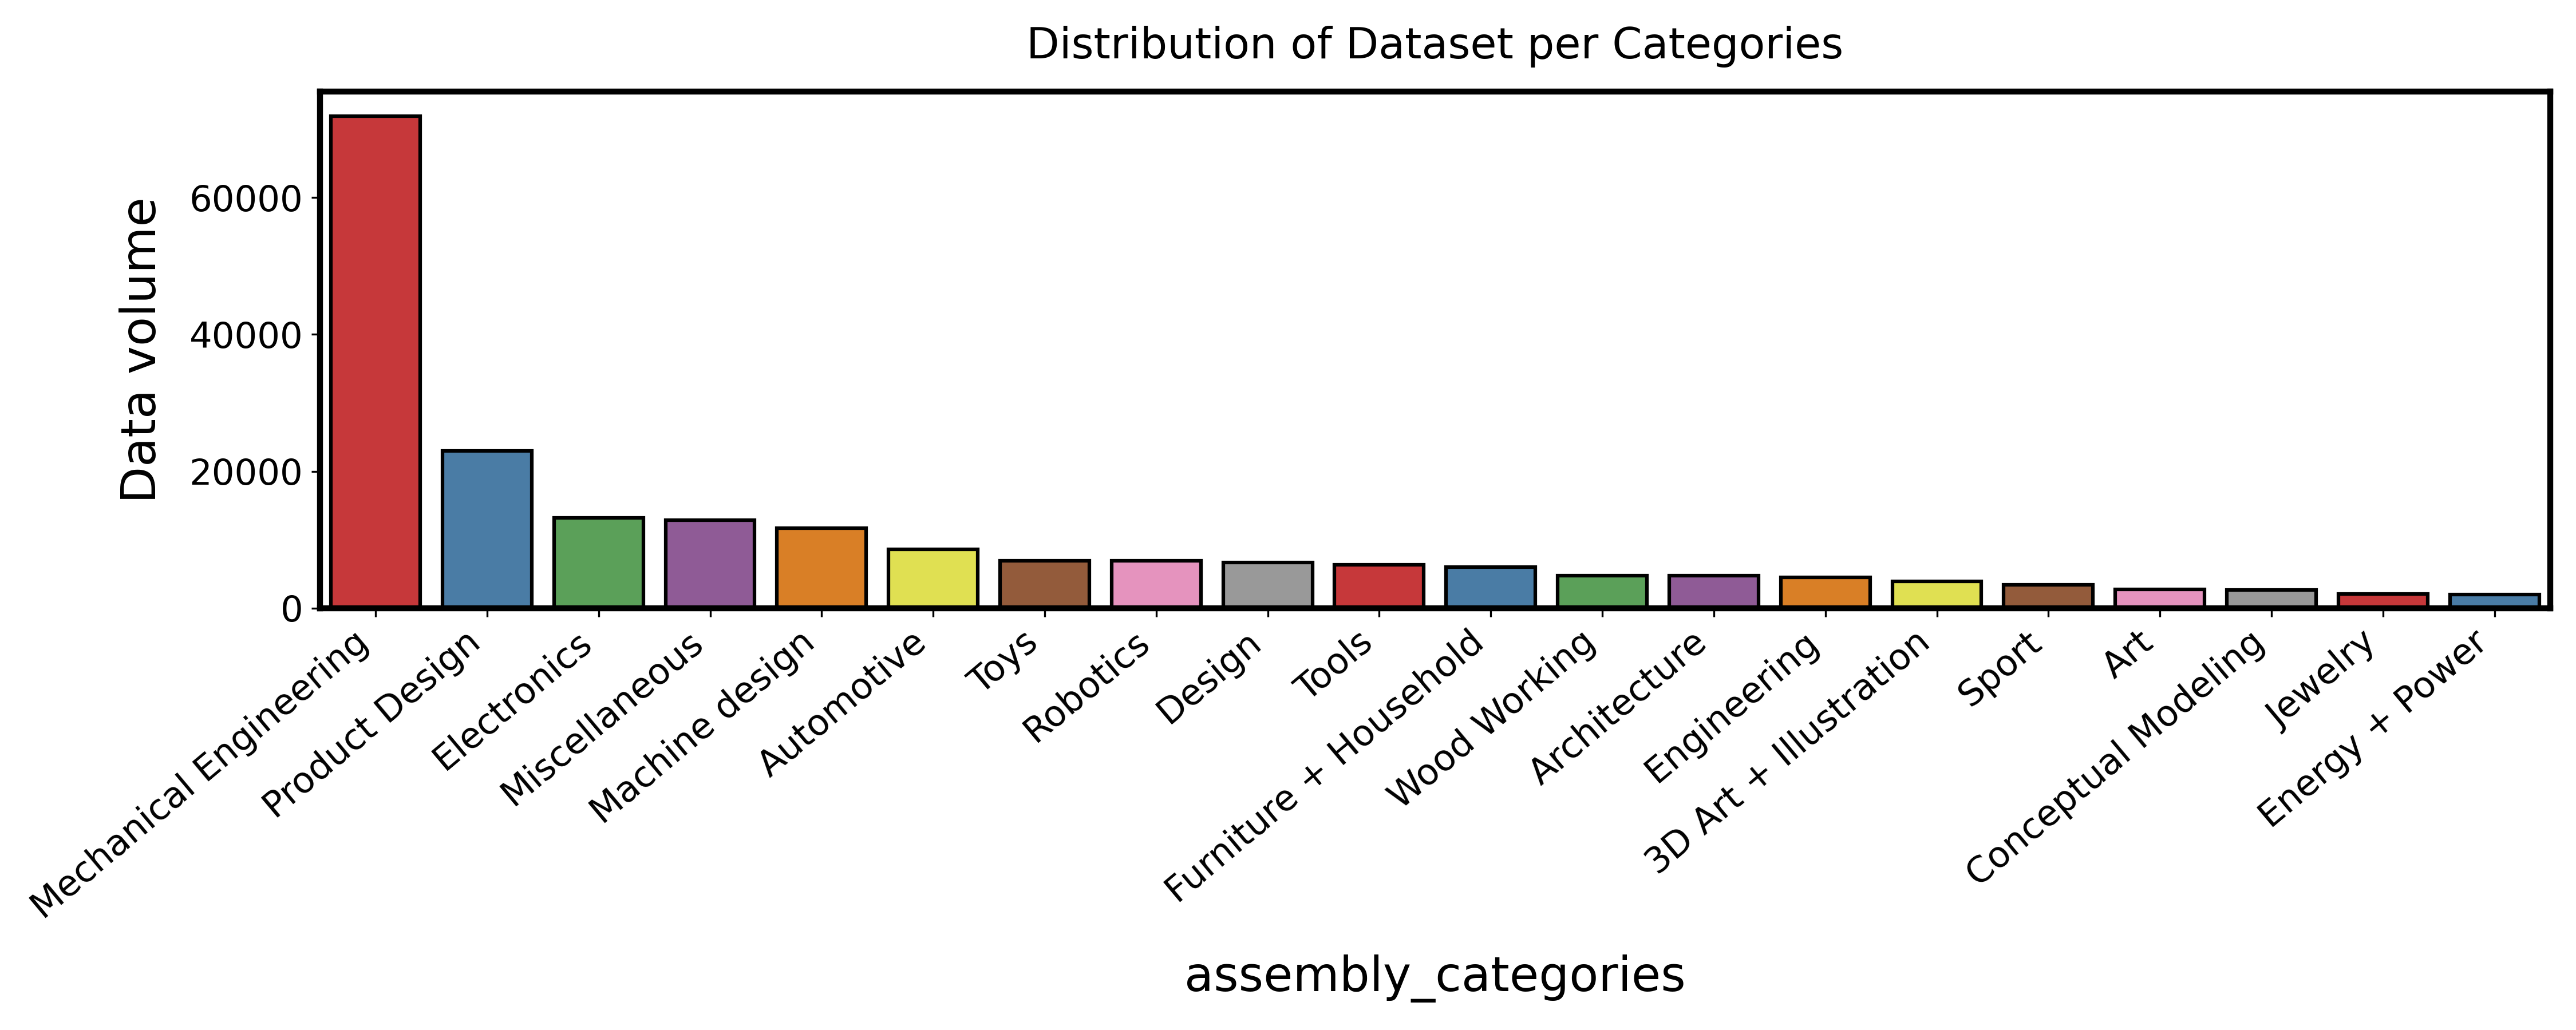 Distribution of Dataset per Categories
Data volume
60000
40000
20000
0
Mechanical Engineering
Product Design
Electronics
Miscellaneous
Machine design
Automotive
Toys
Robotics
Design
Tools
Furniture + Household
Wood Working
Architecture
Engineering
3D Art + Illustration
Sport
Art
Conceptual Modeling
Jewelry
Energy + Power
assembly_categories